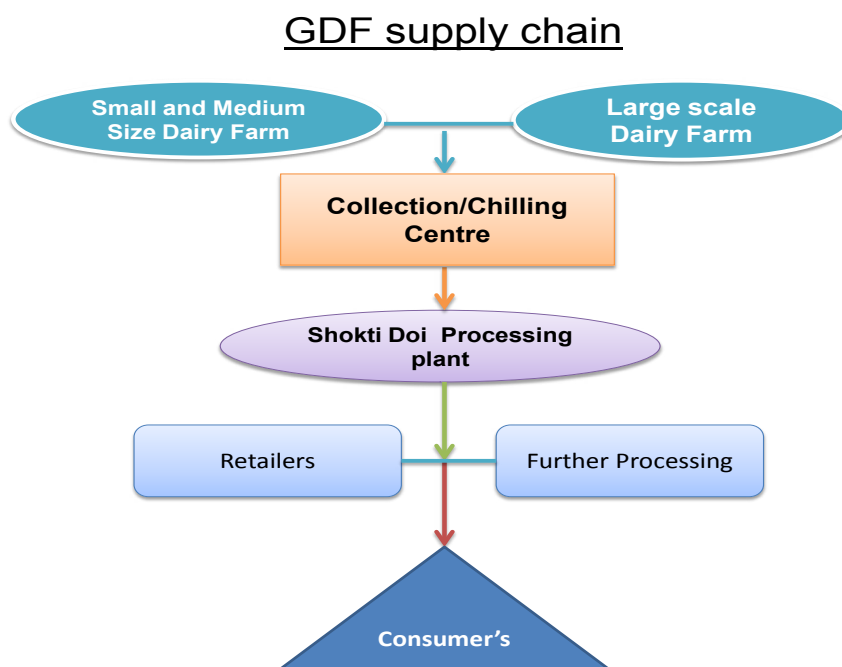 GDF supply chain
Small and Medium
Size Dairy Farm
Large scale
Dairy Farm
Collection/Chilling
Centre
Shokti Doi Processing
plant
Retailers
Further Processing
Consumer's